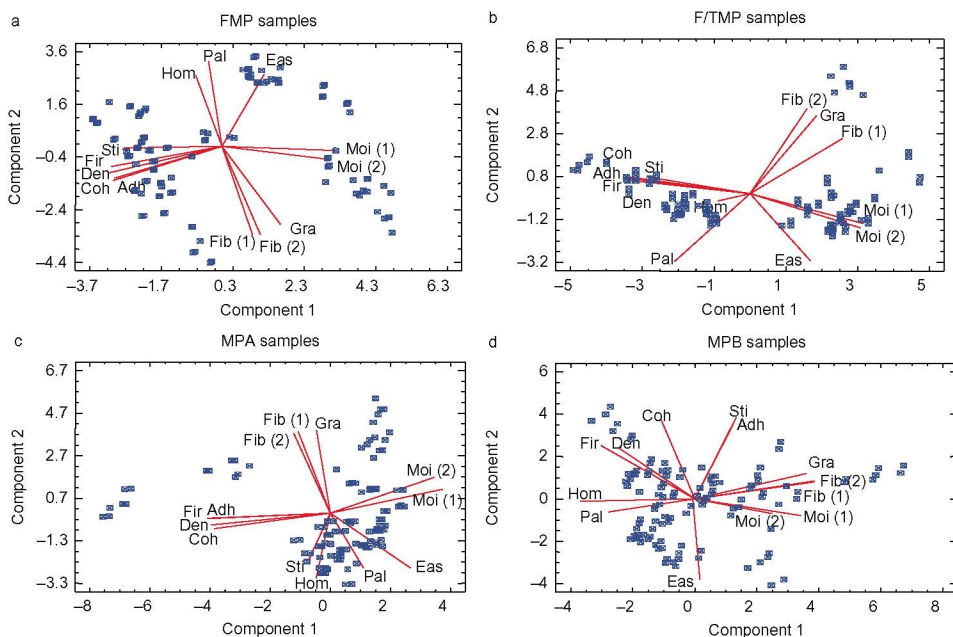 a FMP samples
3.6
1.6
−0.4
−2.4
−4.4
Component 2
−3.7 −1.7 0.3 2.3 4.3 6.3
Component 1
Pal
Eas
Hom
Sti
Fir
Den
Coh Adh
Moi (1)
Moi (2)
Gra
Fib (1) Fib (2)
b F/TMP samples
6.8
4.8
2.8
0.8
−1.2
−3.2
Component 2
−5 −3 −1 1 3 5
Component 1
Fib (2)
Gra
Fib (1)
Coh
Adh Sti
Fir
Den
Hom
Moi (1)
Moi (2)
Pal
Eas
c MPA samples
6.7
4.7
2.7
0.7
−1.3
−3.3
Component 2
−8 −6 −4 −2 0 2 4
Component 1
Fib (1) Gra
Fib (2)
Moi (2)
Moi (1)
Fir Adh
Den
Coh
Sti
Hom
Pal
Eas
d MPB samples
6
4
2
0
−2
−4
Component 2
−4 −2 0 2 4 6 8
Component 1
Coh
Sti
Adh
Fir Den
Gra
Fib (2)
Hom
Fib (1)
Pal
Moi (2) Moi (1)
Eas